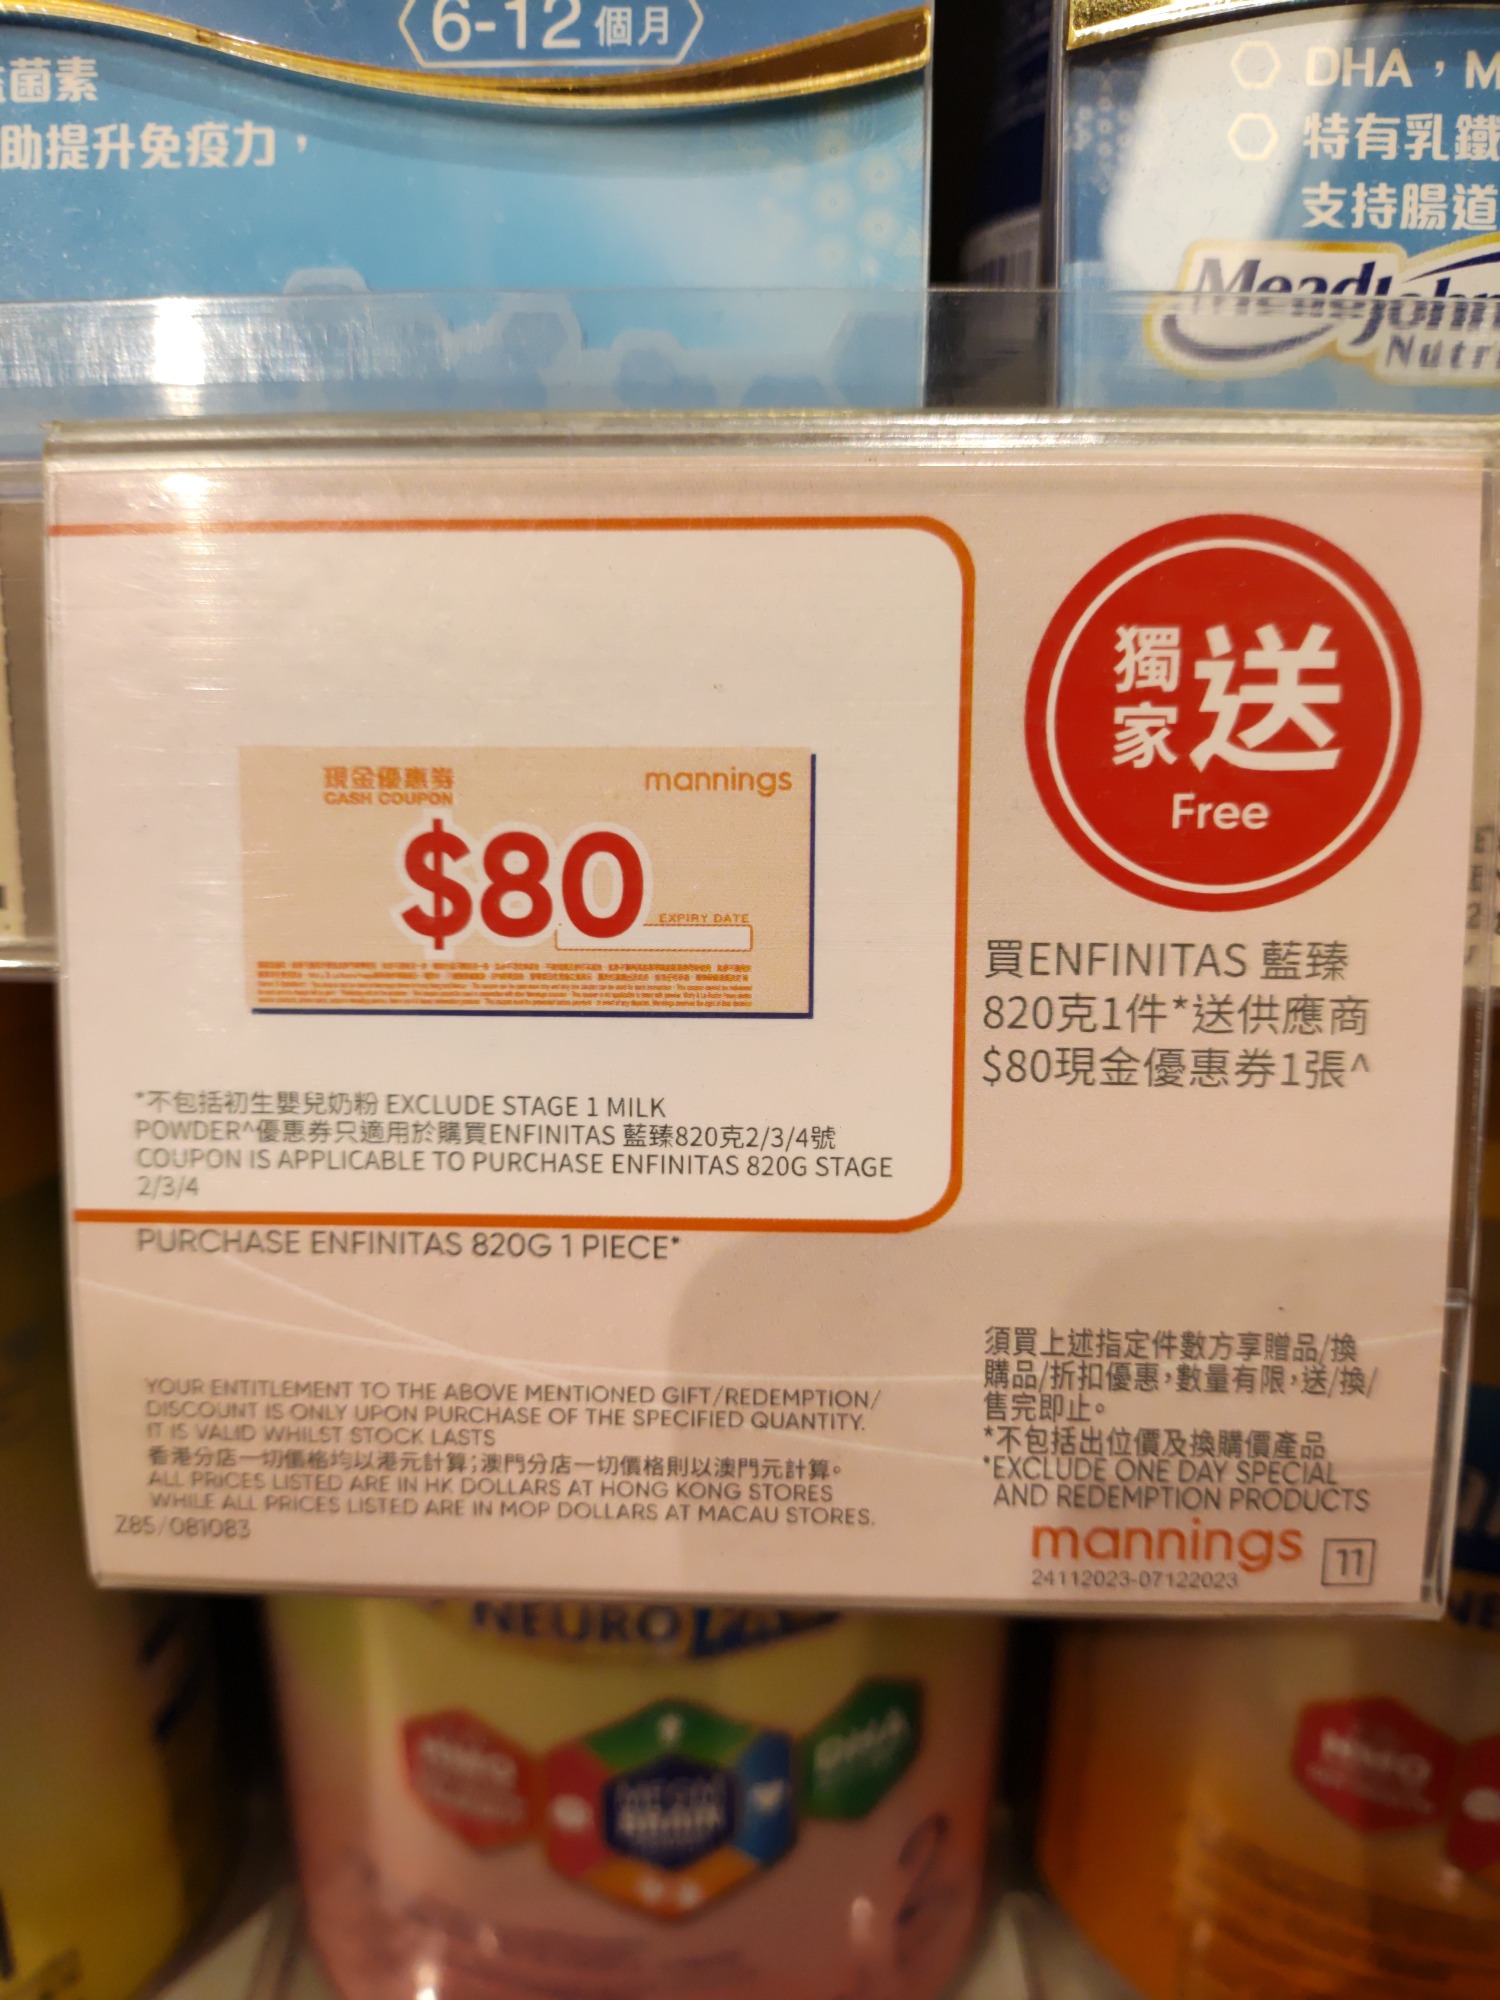 6-12個月
菌素
助提升免疫力，
DHA，M
特有乳鐵
支持腸道
MeadJohn
Nutri
現金優惠券
CASH COUPON
mannings
$80
EXPIRY DATE
獨家送
Free
買ENFINITAS 藍臻
820克1件*送供應商
$80現金優惠券1張^
*不包括初生嬰兒奶粉 EXCLUDE STAGE 1 MILK
POWDER^優惠券只適用於購買ENFINITAS 藍臻820克2/3/4號
COUPON IS APPLICABLE TO PURCHASE ENFINITAS 820G STAGE
2/3/4
PURCHASE ENFINITAS 820G 1 PIECE*
YOUR ENTITLEMENT TO THE ABOVE MENTIONED GIFT/REDEMPTION/
DISCOUNT IS ONLY UPON PURCHASE OF THE SPECIFIED QUANTITY.
IT IS VALID WHILST STOCK LASTS
香港分店一切價格均以港元計算;澳門分店一切價格則以澳門元計算。
ALL PRICES LISTED ARE IN HK DOLLARS AT HONG KONG STORES
WHILE ALL PRICES LISTED ARE IN MOP DOLLARS AT MACAU STORES.
Z85/081083
須買上述指定件數方享贈品/換
購品/折扣優惠，數量有限，送/換/
售完即止。
*不包括出位價及換購價產品
*EXCLUDE ONE DAY SPECIAL
AND REDEMPTION PRODUCTS
mannings 11
24112023-07122023
NEURO
HMO
DHA
BRAIN
2
HMO